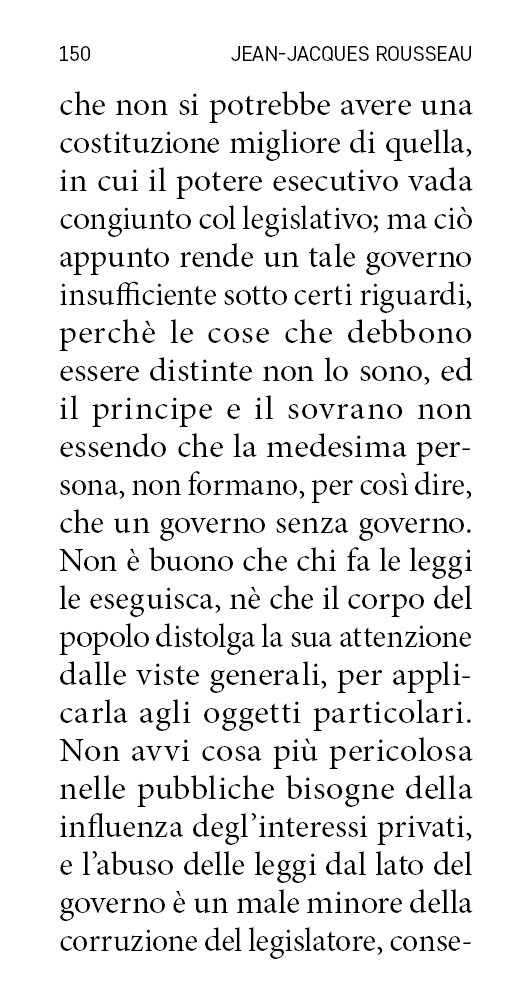 150 JEAN-JACQUES ROUSSEAU
che non si potrebbe avere una
costituzione migliore di quella,
in cui il potere esecutivo vada
congiunto col legislativo; ma ciò
appunto rende un tale governo
insufficiente sotto certi riguardi,
perchè le cose che debbono
essere distinte non lo sono, ed
il principe e il sovrano non
essendo che la medesima per-
sona, non formano, per così dire,
che un governo senza governo.
Non è buono che chi fa le leggi
le eseguisca, nè che il corpo del
popolo distolga la sua attenzione
dalle viste generali, per appli-
carla agli oggetti particolari.
Non avvi cosa più pericolosa
nelle pubbliche bisogne della
influenza degl’interessi privati,
e l’abuso delle leggi dal lato del
governo è un male minore della
corruzione del legislatore, conse-